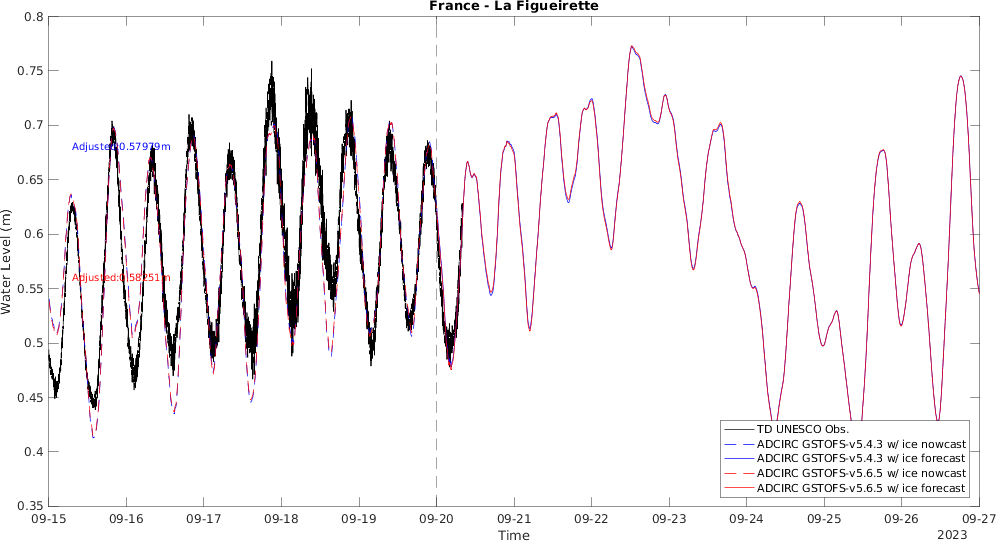 France - La Figueirette
0.8
0.75
0.7
0.65
0.6
0.55
0.5
0.45
0.4
0.35
Water Level (m)
Adjusted:0.57979m
Adjusted:0.58251m
TD UNESCO Obs.
ADCIRC GSTOFS-v5.4.3 w/ ice nowcast
ADCIRC GSTOFS-v5.4.3 w/ ice forecast
ADCIRC GSTOFS-v5.6.5 w/ ice nowcast
ADCIRC GSTOFS-v5.6.5 w/ ice forecast
09-15 09-16 09-17 09-18 09-19 09-20 09-21 09-22 09-23 09-24 09-25 09-26 09-27
Time
2023